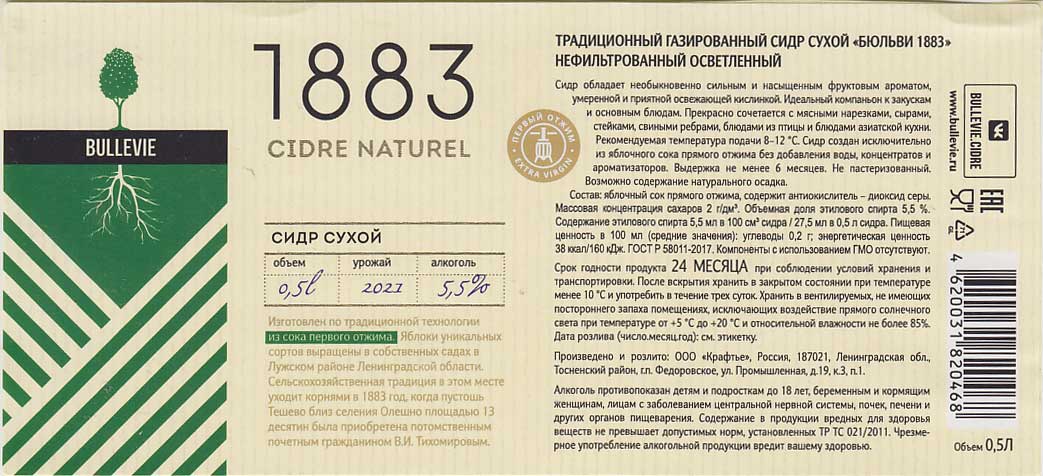 BULLEVIE
1883
CIDRE NATUREL
• ПЕРВЫЙ ОТЖИМ •
EXTRA VIRGIN
СИДР СУХОЙ
объем урожай алкоголь
0,5l 2021 5,5%
Изготовлен по традиционной технологии
из сока первого отжима. Яблоки уникальных
сортов выращены в собственных садах в
Лужском районе Ленинградской области.
Сельскохозяйственная традиция в этом месте
уходит корнями в 1883 год, когда пустошь
Тешево близ селения Олешно площадью 13
десятин была приобретена потомственным
почетным гражданином В.И. Тихомировым.
ТРАДИЦИОННЫЙ ГАЗИРОВАННЫЙ СИДР СУХОЙ «БЮЛЬВИ 1883»
НЕФИЛЬТРОВАННЫЙ ОСВЕТЛЕННЫЙ
Сидр обладает необыкновенно сильным и насыщенным фруктовым ароматом,
умеренной и приятной освежающей кислинкой. Идеальный компаньон к закускам
и основным блюдам. Прекрасно сочетается с мясными нарезками, сырами,
стейками, свиными ребрами, блюдами из птицы и блюдами азиатской кухни.
Рекомендуемая температура подачи 8–12 °С. Сидр создан исключительно
из яблочного сока прямого отжима без добавления воды, концентратов и
ароматизаторов. Выдержка не менее 6 месяцев. Не пастеризованный.
Возможно содержание натурального осадка.
Состав: яблочный сок прямого отжима, содержит антиокислитель – диоксид серы.
Массовая концентрация сахаров 2 г/дм³. Объемная доля этилового спирта 5,5 %.
Содержание этилового спирта 5,5 мл в 100 см³ сидра / 27,5 мл в 0,5 л сидра. Пищевая
ценность в 100 мл (средние значения): углеводы 0,2 г; энергетическая ценность
38 ккал/160 кДж. ГОСТ Р 58011-2017. Компоненты с использованием ГМО отсутствуют.
Срок годности продукта 24 МЕСЯЦА при соблюдении условий хранения и
транспортировки. После вскрытия хранить в закрытом состоянии при температуре
менее 10 °С и употребить в течение трех суток. Хранить в вентилируемых, не имеющих
постороннего запаха помещениях, исключающих воздействие прямого солнечного
света при температуре от +5 °С до +20 °С и относительной влажности не более 85%.
Дата розлива (число.месяц.год): см. этикетку.
Произведено и розлито: ООО «Крафтье», Россия, 187021, Ленинградская обл.,
Тосненский район, г.п. Федоровское, ул. Промышленная, д.19, к.3, п.1.
Алкоголь противопоказан детям и подросткам до 18 лет, беременным и кормящим
женщинам, лицам с заболеванием центральной нервной системы, почек, печени и
других органов пищеварения. Содержание в продукции вредных для здоровья
веществ не превышает допустимых норм, установленных ТР ТС 021/2011. Чрезме-
рное употребление алкогольной продукции вредит вашему здоровью.
BULLEVIE.CIDRE
www.bullevie.ru
EAC
4 620031 820468
Объем 0,5Л